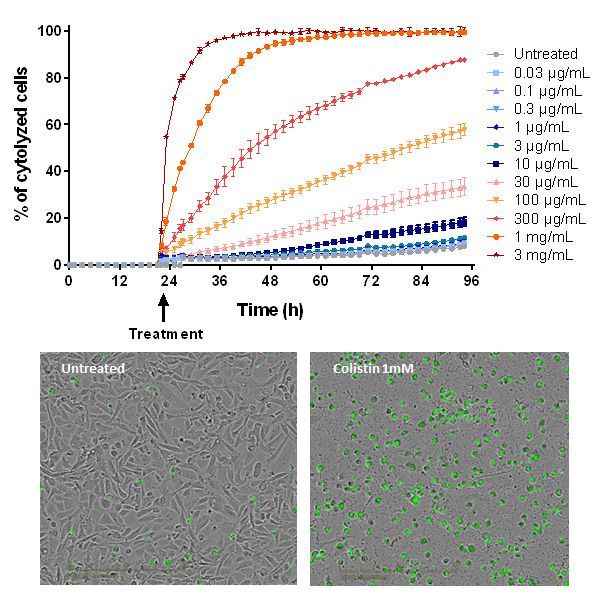 100
80
60
40
20
0
% of cytolyzed cells
0 12 24 36 48 60 72 84 96
Time (h)
Treatment
Untreated
0.03 µg/mL
0.1 µg/mL
0.3 µg/mL
1 µg/mL
3 µg/mL
10 µg/mL
30 µg/mL
100 µg/mL
300 µg/mL
1 mg/mL
3 mg/mL
Untreated
Colistin 1mM